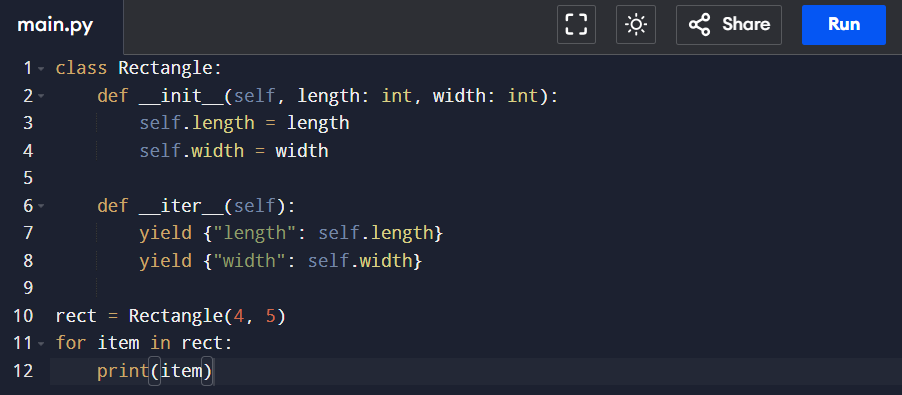 main.py
Share
Run
1 class Rectangle:
2     def __init__(self, length: int, width: int):
3         self.length = length
4         self.width = width
5
6     def __iter__(self):
7         yield {"length": self.length}
8         yield {"width": self.width}
9
10 rect = Rectangle(4, 5)
11 for item in rect:
12     print(item)